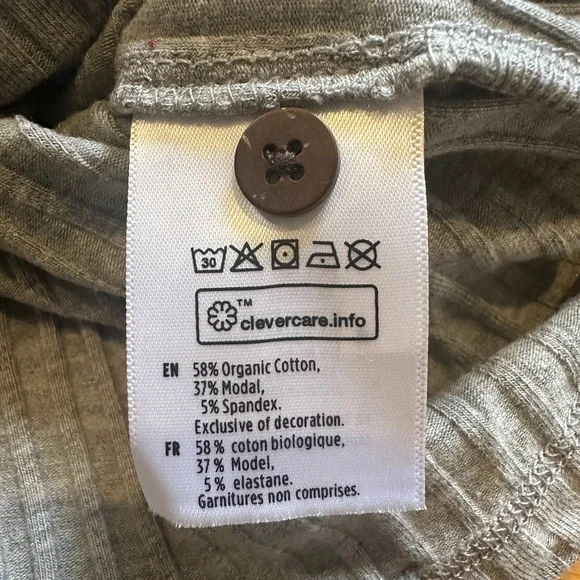 30
™
clevercare.info
EN 58% Organic Cotton,
37% Modal,
5% Spandex.
Exclusive of decoration.
FR 58% coton biologique,
37% Model,
5% elastane.
Garnitures non comprises.